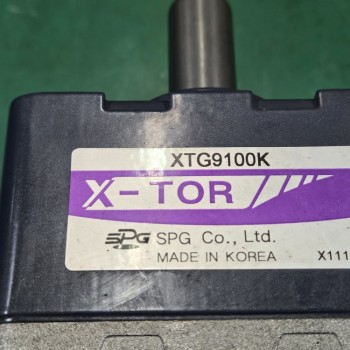 XTG9100K
X-TOR
SPG SPG Co., Ltd.
MADE IN KOREA X111